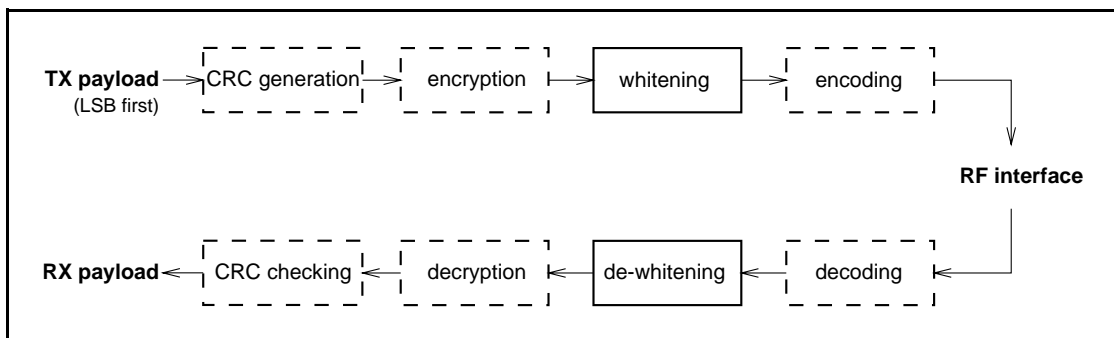 TX payload
(LSB first)
CRC generation
encryption
whitening
encoding
RF interface
RX payload
CRC checking
decryption
de-whitening
decoding